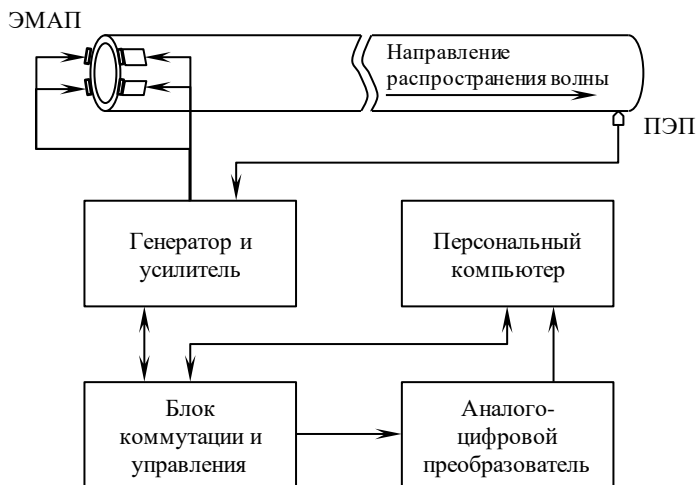 ЭМАП
Направление
распространения волны
ПЭП
Генератор и
усилитель
Персональный
компьютер
Блок
коммутации и
управления
Аналого-
цифровой
преобразователь